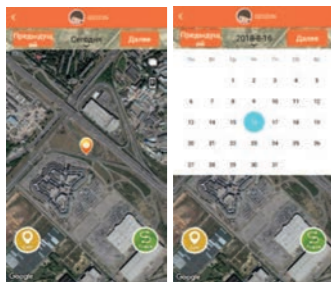 Предыдущ
ий
Сегодня
Далее
Google
Предыдущ
ий
2018-8-16
Далее
1 2 3 4 5
6 7 8 9 10 11 12
13 14 15 16 17 18 19
20 21 22 23 24 25 26
27 28 29 30 31
Google